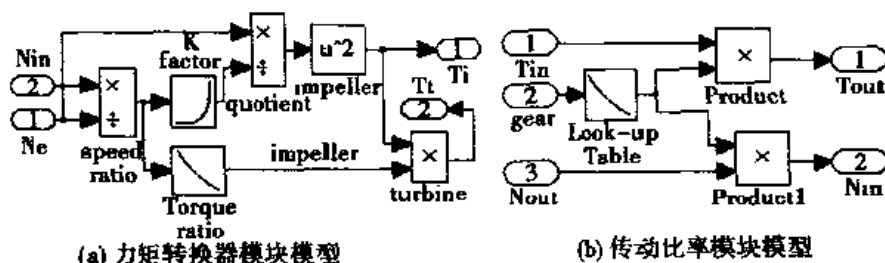 Nin
2
Ne
1
×
÷
speed
ratio
K
factor
×
÷
quotient
u^2
impeller
1
Ti
Tt
2
impeller
×
turbine
Torque
ratio
(a) 力矩转换器模块模型
1
Tin
2
gear
3
Nout
Look-up
Table
×
Product
×
Product1
1
Tout
2
Nin
(b) 传动比率模块模型